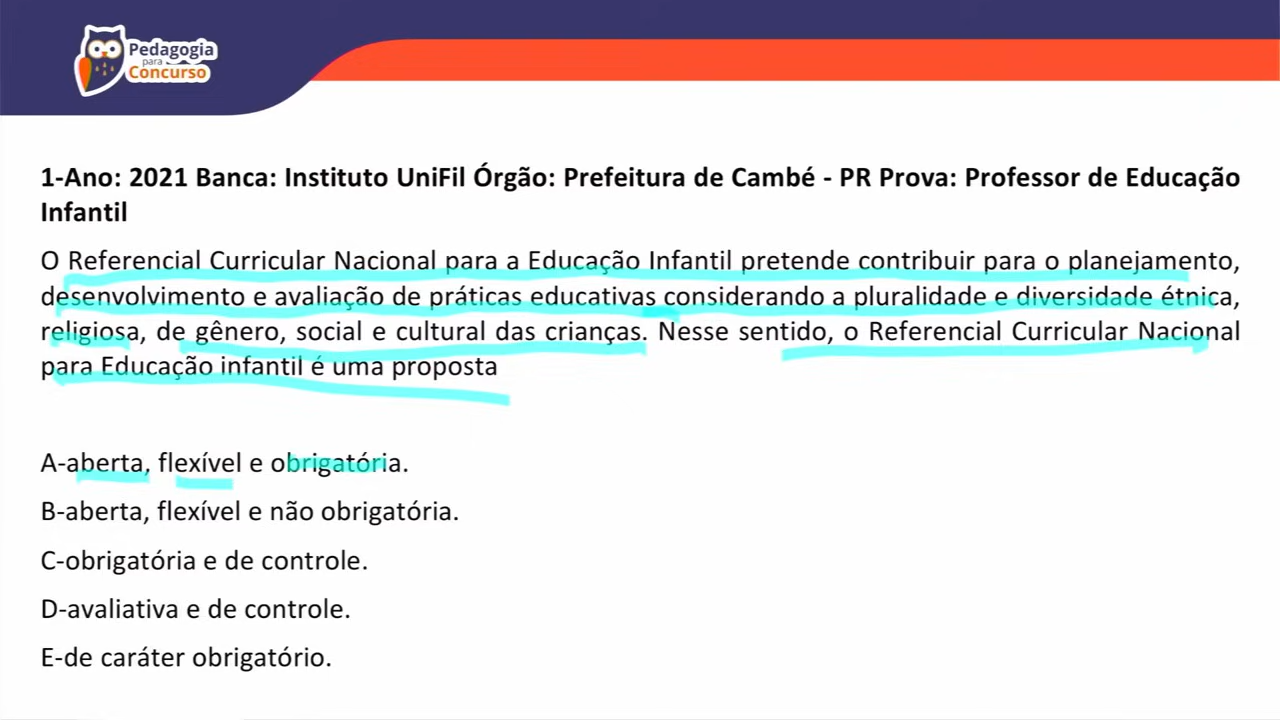 Pedagogia
para
Concurso
1-Ano: 2021 Banca: Instituto UniFil Órgão: Prefeitura de Cambé - PR Prova: Professor de Educação
Infantil
O Referencial Curricular Nacional para a Educação Infantil pretende contribuir para o planejamento,
desenvolvimento e avaliação de práticas educativas considerando a pluralidade e diversidade étnica,
religiosa, de gênero, social e cultural das crianças. Nesse sentido, o Referencial Curricular Nacional
para Educação infantil é uma proposta
A-aberta, flexível e obrigatória.
B-aberta, flexível e não obrigatória.
C-obrigatória e de controle.
D-avaliativa e de controle.
E-de caráter obrigatório.